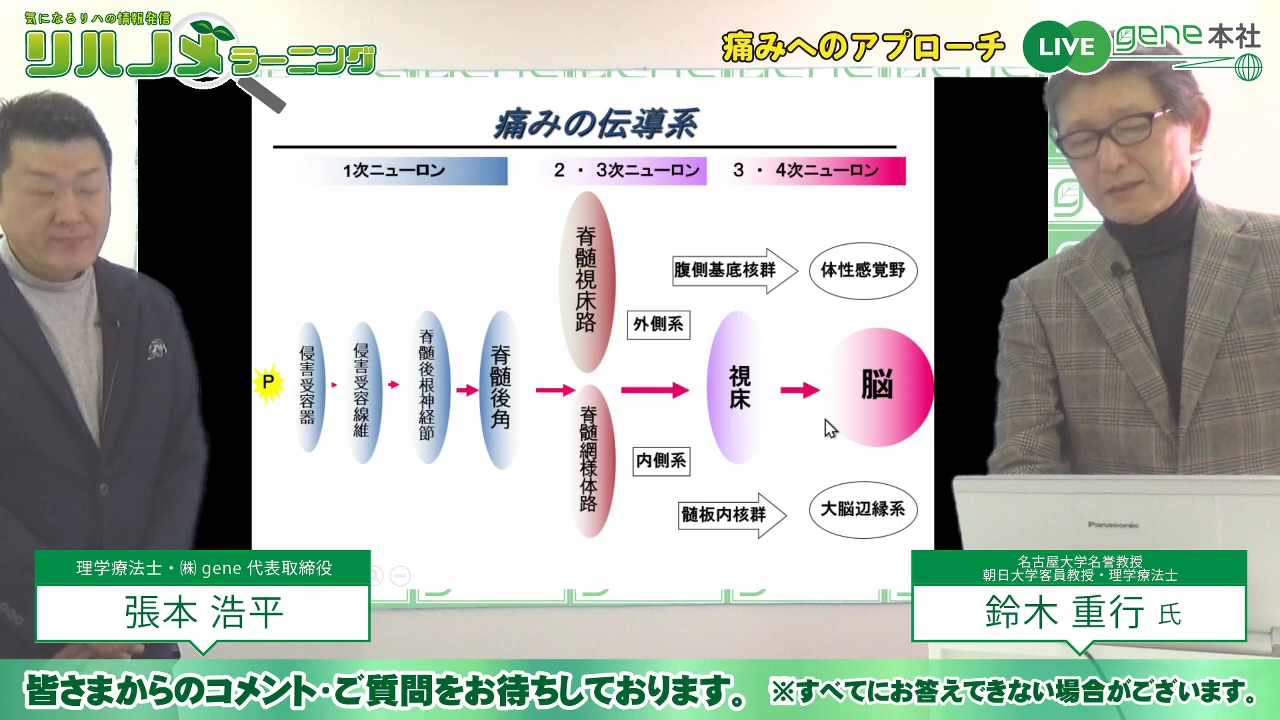 気になるリハの情報発信
リハノメ
ラーニング
痛みへのアプローチ
LIVE
gene本社
痛みの伝導系
1次ニューロン
2 ・ 3次ニューロン
3 ・ 4次ニューロン
脊髄視床路
腹側基底核群
体性感覚野
外側系
P
侵害受容器
侵害受容線維
脊髄後根神経節
脊髄後角
視床
脳
脊髄網様体路
内側系
髄板内核群
大脳辺縁系
Panasonic
理学療法士・㈱gene 代表取締役
張本 浩平
名古屋大学名誉教授
朝日大学客員教授・理学療法士
鈴木 重行 氏
皆さまからのコメント・ご質問をお待ちしております。
※すべてにお答えできない場合がございます。